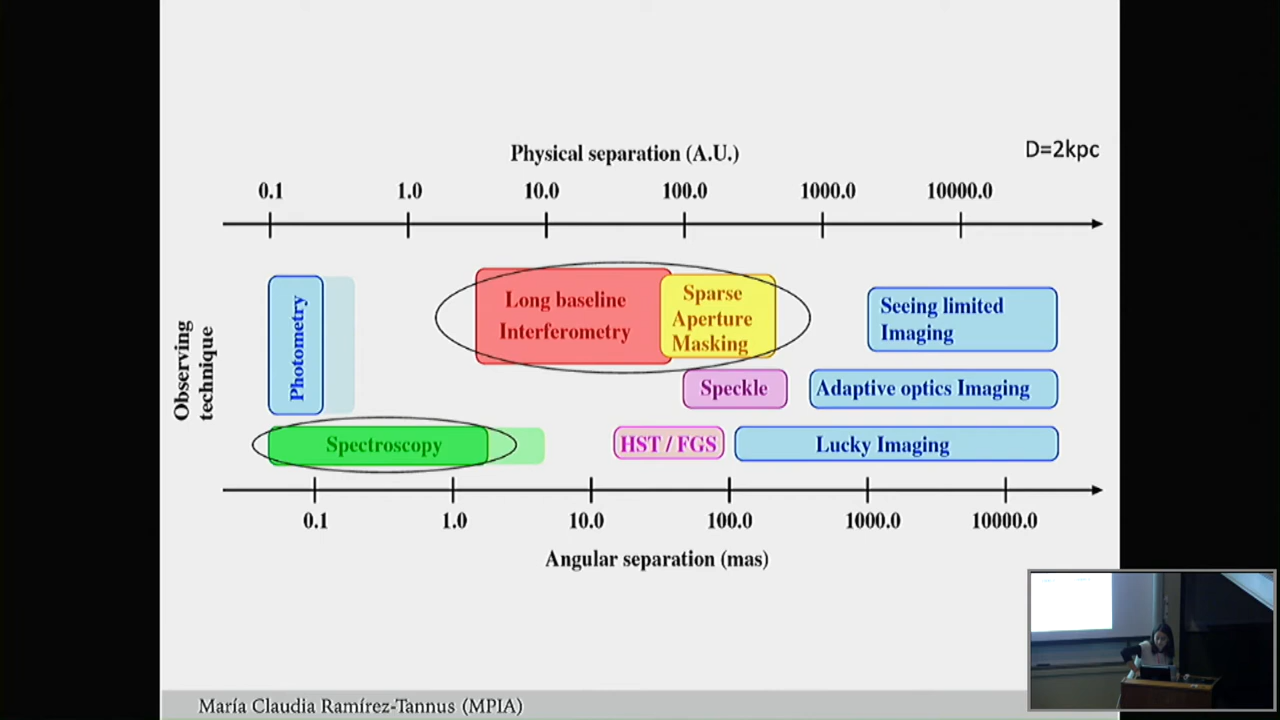 Physical separation (A.U.)
D=2kpc
0.1 1.0 10.0 100.0 1000.0 10000.0
Observing
technique
Photometry
Long baseline
Interferometry
Sparse
Aperture
Masking
Seeing limited
Imaging
Speckle
Adaptive optics Imaging
Spectroscopy
HST / FGS
Lucky Imaging
0.1 1.0 10.0 100.0 1000.0 10000.0
Angular separation (mas)
María Claudia Ramírez-Tannus (MPIA)